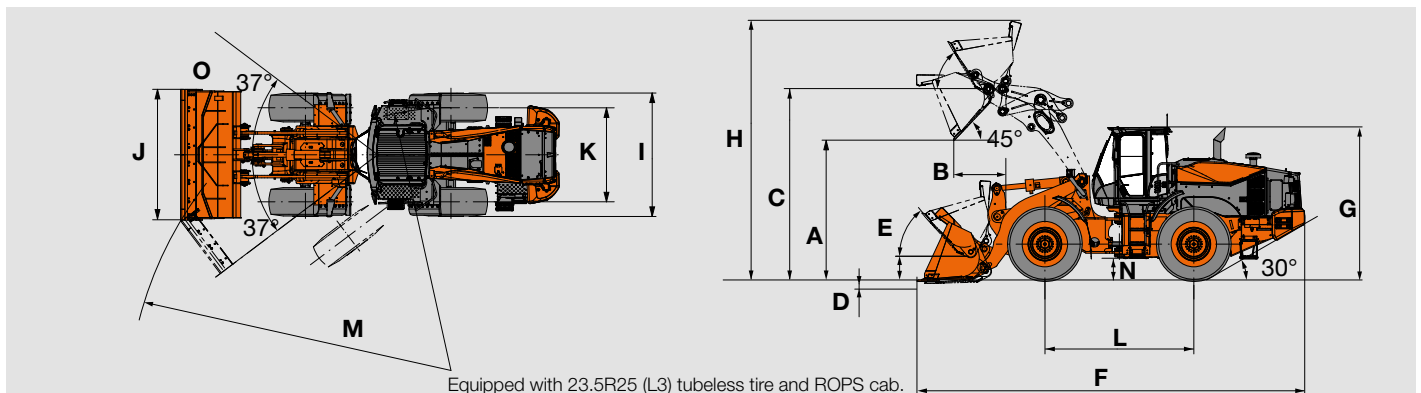 O
37°
J
K
I
37°
M
H
C
A
B
45°
E
D
G
N
30°
L
F
Equipped with 23.5R25 (L3) tubeless tire and ROPS cab.